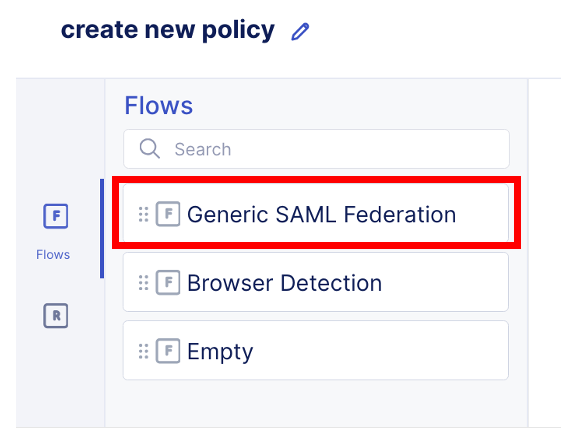 create new policy
Flows
Search
F
Flows
F Generic SAML Federation
F Browser Detection
R
F Empty